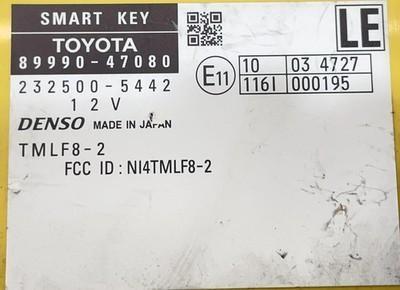 SMART KEY
TOYOTA
89990-47080
LE
E11
10 03 4727
116I 000195
232500-5442
12V
DENSO MADE IN JAPAN
TMLF8-2
FCC ID : NI4TMLF8-2